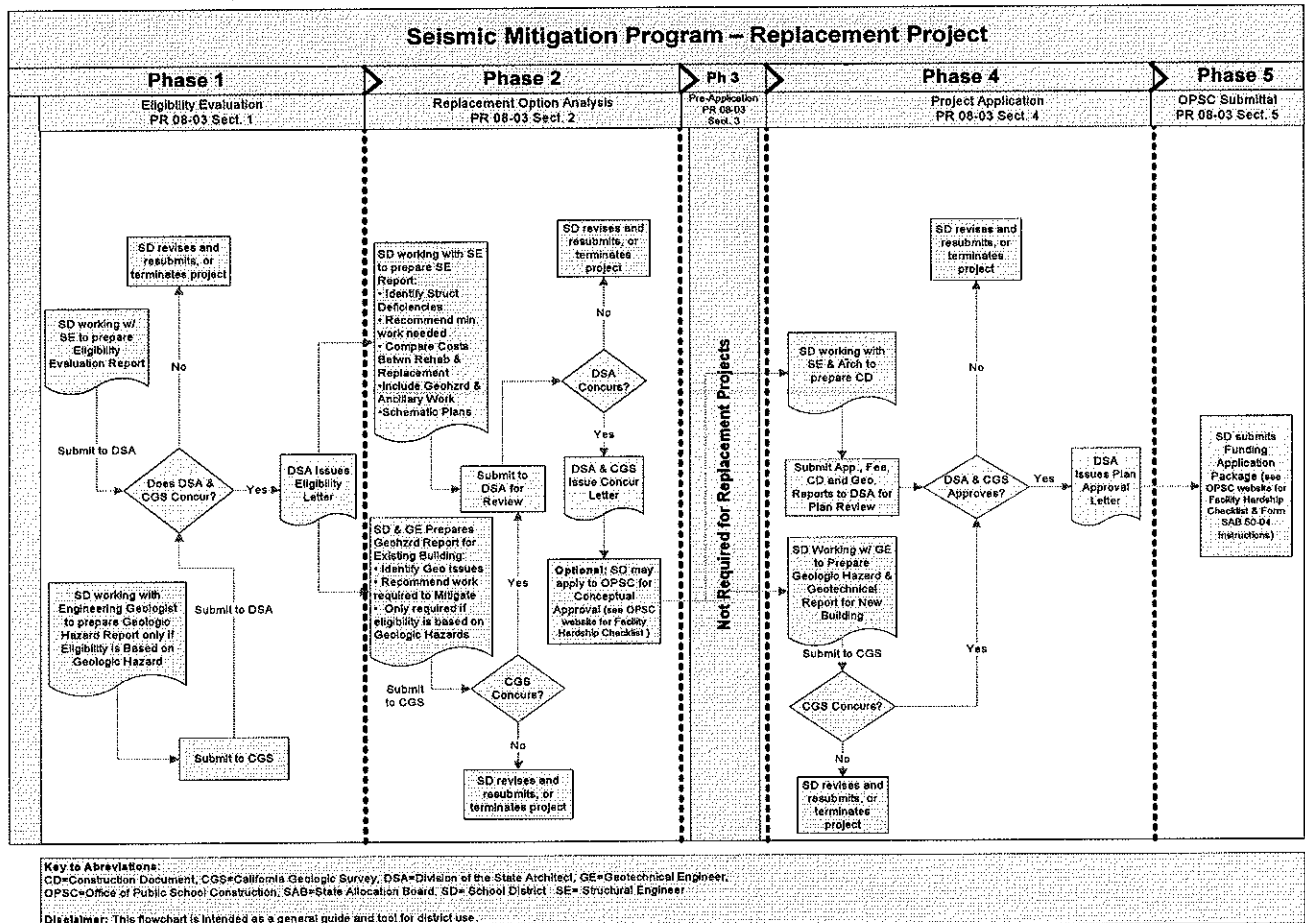 Seismic Mitigation Program – Replacement Project
Phase 1
Phase 2
Ph 3
Phase 4
Phase 5
Eligibility Evaluation
PR 08-03 Sect. 1
Replacement Option Analysis
PR 08-03 Sect. 2
Pre-Application
PR 08-03
Sect. 3
Project Application
PR 08-03 Sect. 4
OPSC Submittal
PR 08-03 Sect. 5
SD revises and
resubmits, or
terminates project
SD working w/
SE to prepare
Eligibility
Evaluation Report
No
Submit to DSA
Does DSA &
CGS Concur?
Yes
DSA Issues
Eligibility
Letter
SD working with
Engineering Geologist
to prepare Geologic
Hazard Report only if
Eligibility is Based on
Geologic Hazard
Submit to DSA
Submit to CGS
SD working with SE
to prepare SE
Report:
• Identify Struct
Deficiencies
• Recommend min
work needed
• Compare Costs
Betwn Rehab &
Replacement
•Include Geohzrd &
Ancillary Work
•Schematic Plans
SD revises and
resubmits, or
terminates
project
No
DSA
Concurs?
Yes
Submit to
DSA for
Review
DSA & CGS
Issue Concur
Letter
SD & GE Prepares
Geohzrd Report for
Existing Building:
• Identify Geo issues
• Recommend work
required to Mitigate
• Only required if
eligibility is based on
Geologic Hazards
Yes
Optional: SD may
apply to OPSC for
Conceptual
Approval (see OPSC
website for Facility
Hardship Checklist )
Submit
to CGS
CGS
Concurs?
No
SD revises and
resubmits, or
terminates project
Not Required for Replacement Projects
SD revises and
resubmits, or
terminates
project
No
SD working with
SE & Arch to
prepare CD
Submit App., Fee,
CD and Geo.
Reports to DSA for
Plan Review
DSA & CGS
Approves?
Yes
DSA
Issues Plan
Approval
Letter
SD Working w/ GE to
Prepare
Geologic Hazard &
Geotechnical
Report for New
Building
Submit to CGS
Yes
CGS Concurs?
No
SD revises and
resubmits, or
terminates
project
SD submits
Funding
Application
Package (see
OPSC website for
Facility Hardship
Checklist & Form
SAB 50-04
Instructions)
Key to Abreviations:
CD=Construction Document, CGS=California Geologic Survey, DSA=Division of the State Architect, GE=Geotechnical Engineer,
OPSC=Office of Public School Construction, SAB=State Allocation Board, SD= School District SE= Structural Engineer
Disclaimer: This flowchart is intended as a general guide and tool for district use.